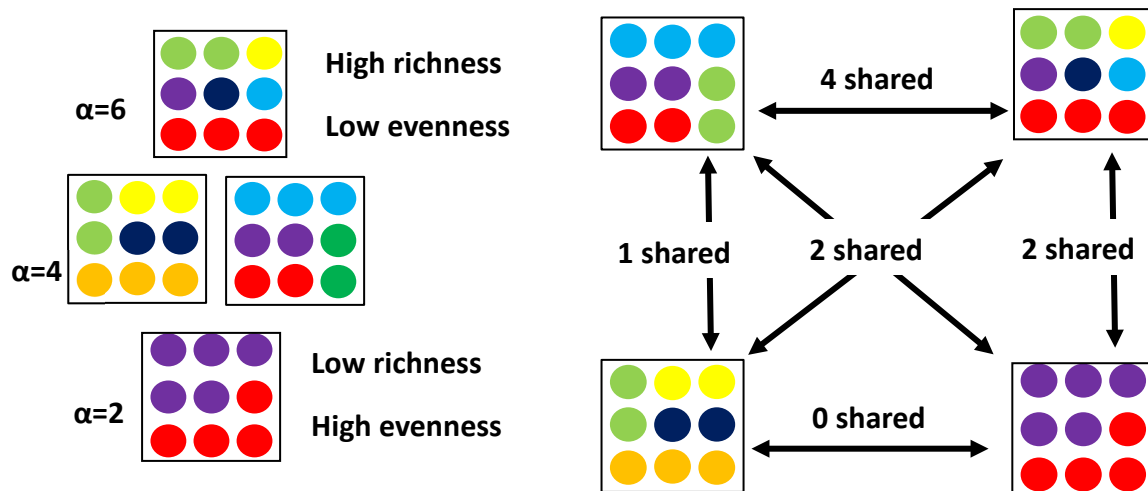 High richness
α=6
Low evenness
α=4
Low richness
α=2
High evenness
4 shared
1 shared
2 shared
2 shared
0 shared